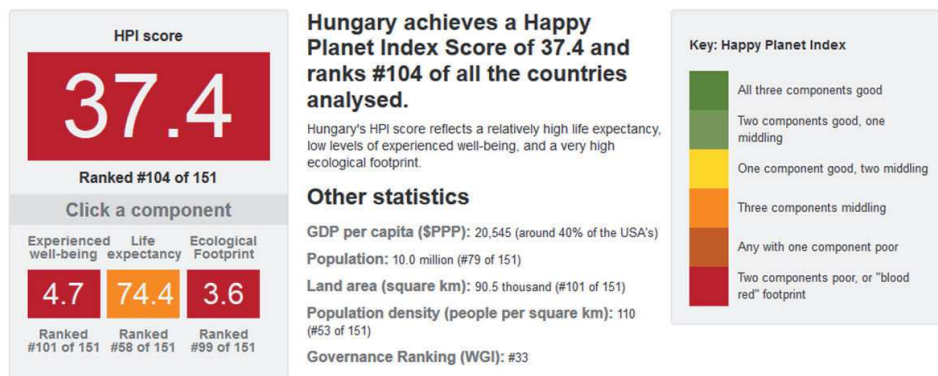 HPI score
37.4
Ranked #104 of 151
Click a component
Experienced well-being
Life expectancy
Ecological Footprint
4.7
74.4
3.6
Ranked #101 of 151
Ranked #58 of 151
Ranked #99 of 151
Hungary achieves a Happy
Planet Index Score of 37.4 and
ranks #104 of all the countries
analysed.
Hungary's HPI score reflects a relatively high life expectancy,
low levels of experienced well-being, and a very high
ecological footprint.
Other statistics
GDP per capita ($PPP): 20,545 (around 40% of the USA's)
Population: 10.0 million (#79 of 151)
Land area (square km): 90.5 thousand (#101 of 151)
Population density (people per square km): 110
(#53 of 151)
Governance Ranking (WGI): #33
Key: Happy Planet Index
All three components good
Two components good, one
middling
One component good, two middling
Three components middling
Any with one component poor
Two components poor, or "blood
red" footprint